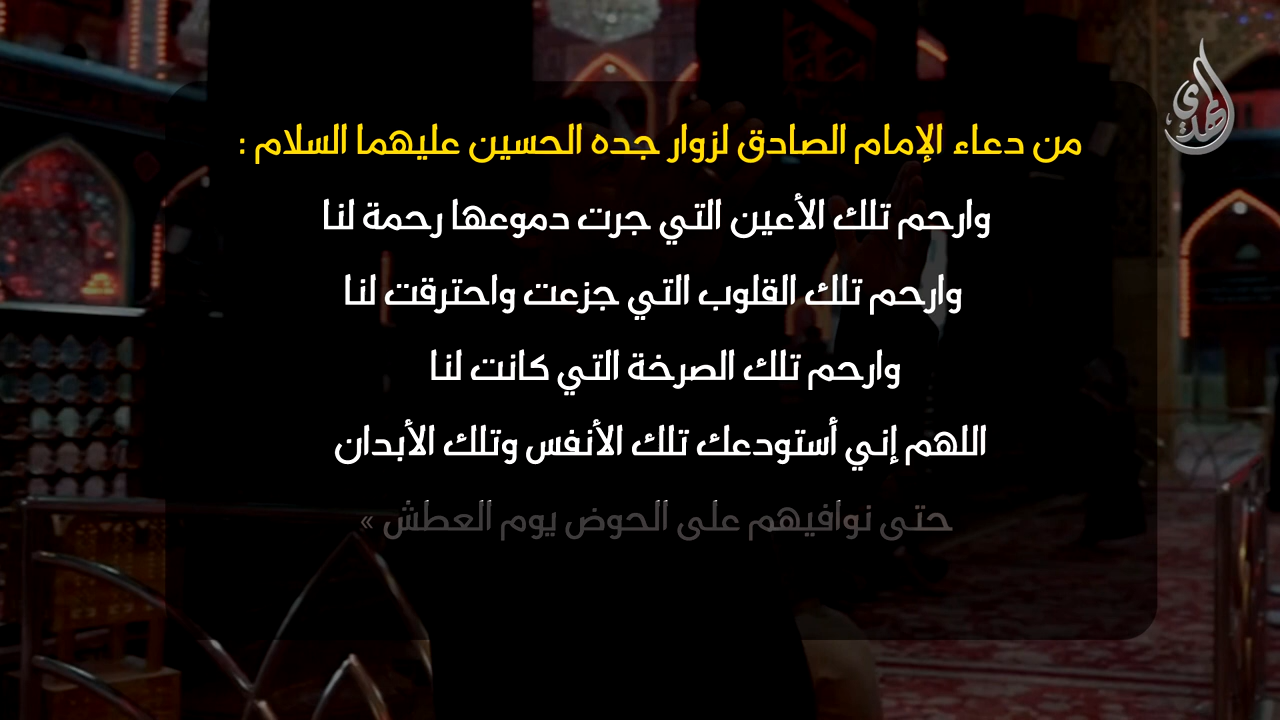 من دعاء الإمام الصادق لزوار جده الحسين عليهما السلام :
وارحم تلك الأعين التي جرت دموعها رحمة لنا
وارحم تلك القلوب التي جزعت واحترقت لنا
وارحم تلك الصرخة التي كانت لنا
اللهم إني أستودعك تلك الأنفس وتلك الأبدان
حتى نوافيهم على الحوض يوم العطش »
الهدى